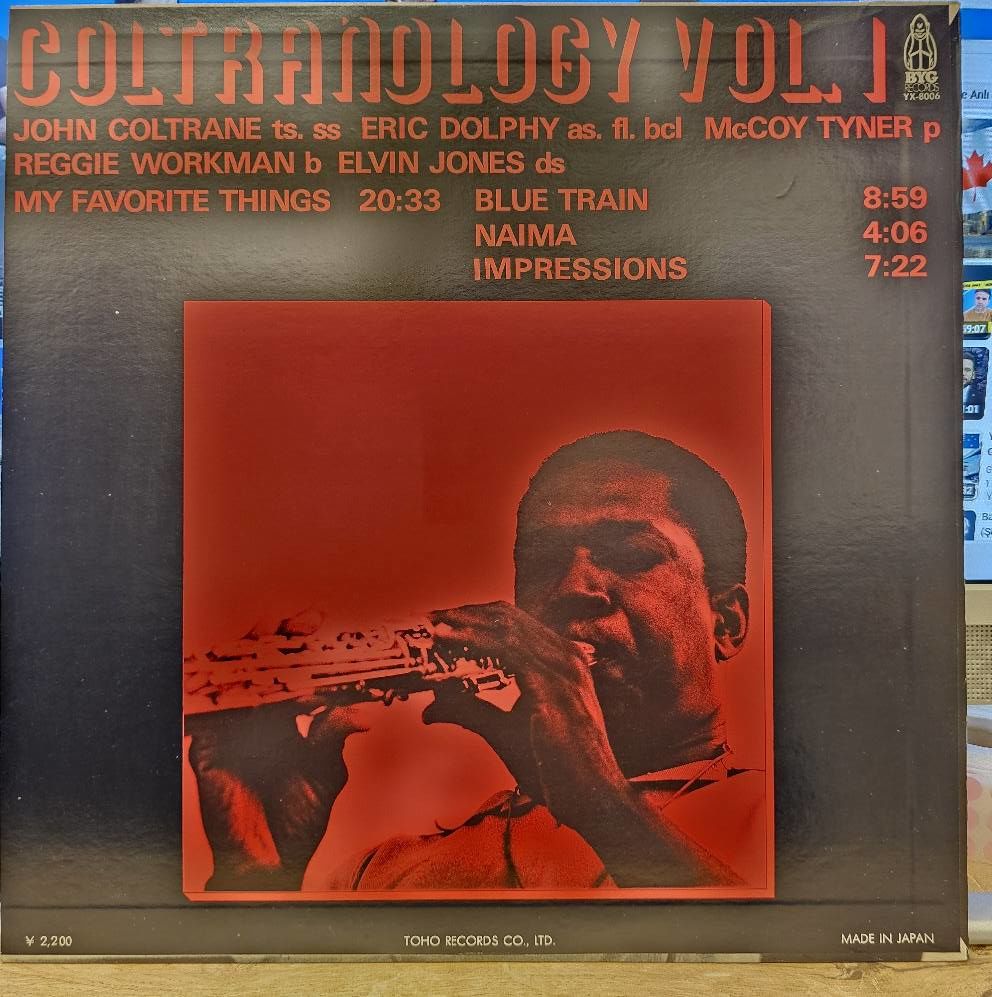 COLTRANOLOGY VOL. 1
BYG
RECORDS
YX-8006
JOHN COLTRANE ts. ss ERIC DOLPHY as. fl. bcl McCOY TYNER p
REGGIE WORKMAN b ELVIN JONES ds
MY FAVORITE THINGS 20:33 BLUE TRAIN 8:59
NAIMA 4:06
IMPRESSIONS 7:22
¥ 2,200 TOHO RECORDS CO., LTD. MADE IN JAPAN